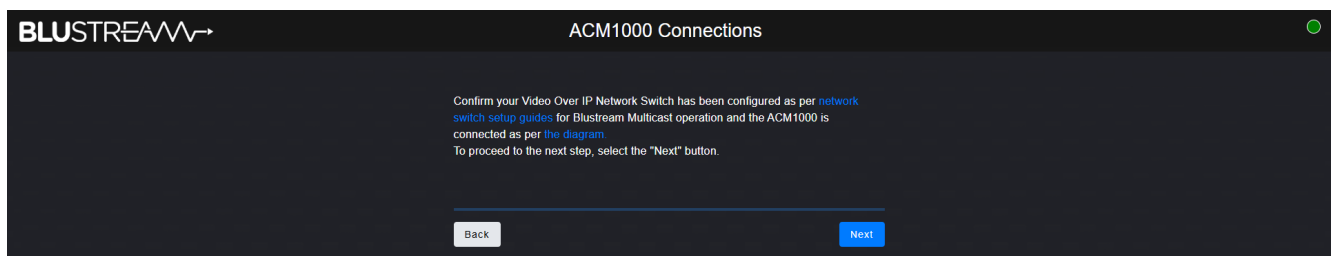 BLUSTREAM
ACM1000 Connections
Confirm your Video Over IP Network Switch has been configured as per network
switch setup guides for Blustream Multicast operation and the ACM1000 is
connected as per the diagram.
To proceed to the next step, select the "Next" button.
Back
Next